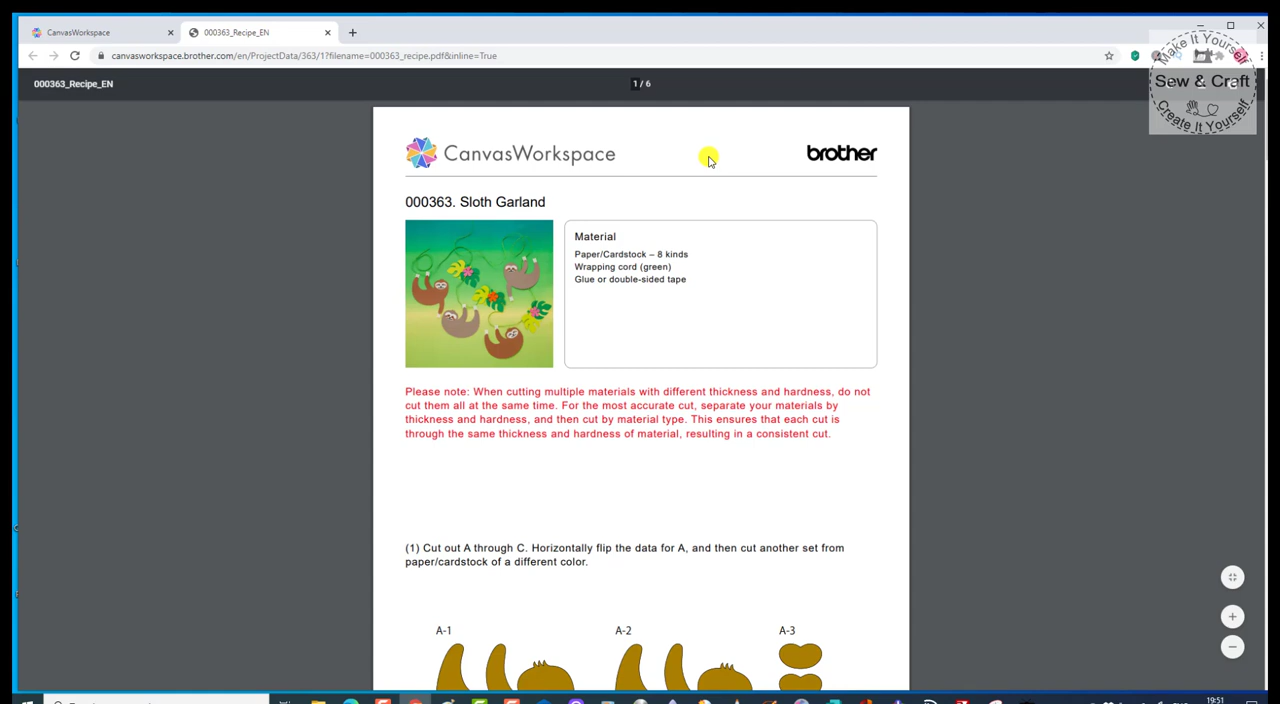 CanvasWorkspace
000363_Recipe_EN
canvasworkspace.brother.com/en/ProjectData/363/1?filename=000363_recipe.pdf&inline=True
000363_Recipe_EN
1 / 6
Make It Yourself
Sew & Craft
Create It Yourself
CanvasWorkspace
brother
000363. Sloth Garland
Material
Paper/Cardstock – 8 kinds
Wrapping cord (green)
Glue or double-sided tape
Please note: When cutting multiple materials with different thickness and hardness, do not
cut them all at the same time. For the most accurate cut, separate your materials by
thickness and hardness, and then cut by material type. This ensures that each cut is
through the same thickness and hardness of material, resulting in a consistent cut.
(1) Cut out A through C. Horizontally flip the data for A, and then cut another set from
paper/cardstock of a different color.
A-1
A-2
A-3
19:51